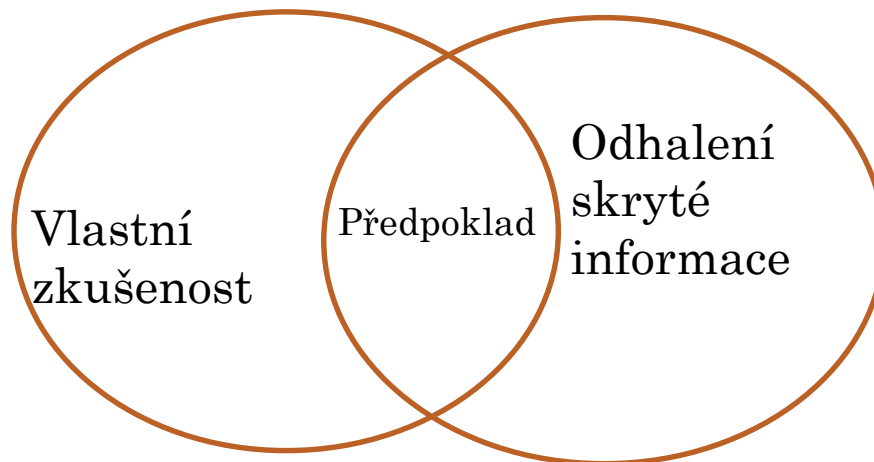 Vlastní
zkušenost
Předpoklad
Odhalení
skryté
informace